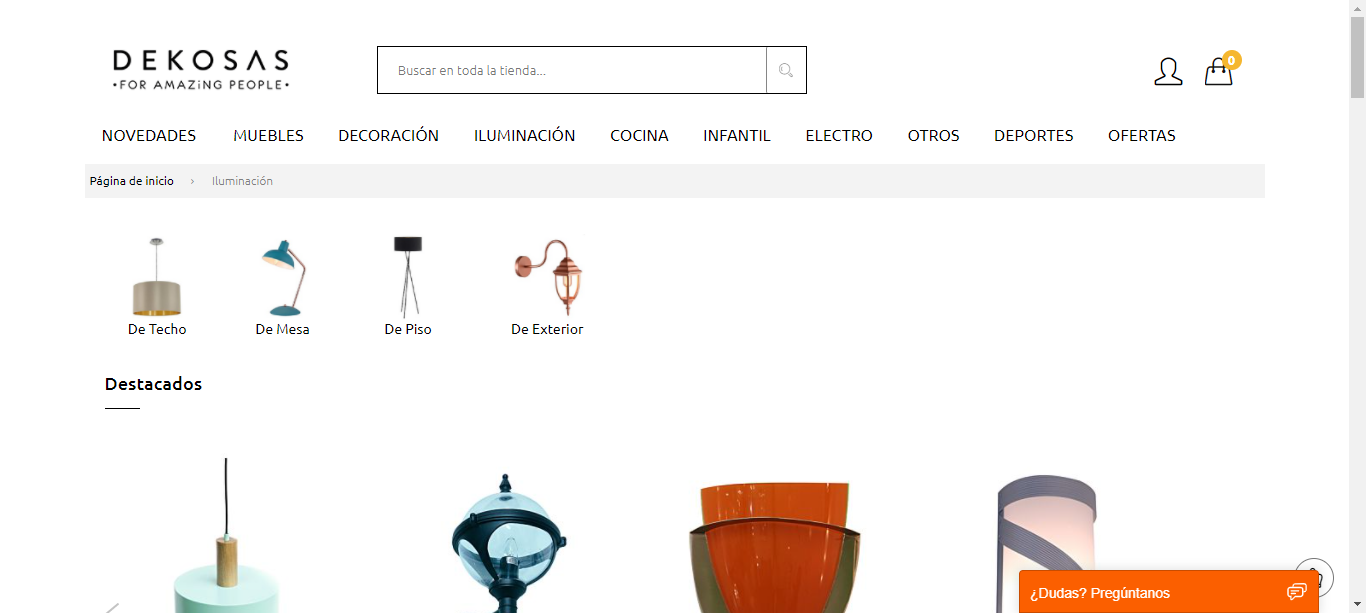 DEKOSAS
•FOR AMAZiNG PEOPLE•
Buscar en toda la tienda...
0
NOVEDADES MUEBLES DECORACIÓN ILUMINACIÓN COCINA INFANTIL ELECTRO OTROS DEPORTES OFERTAS
Página de inicio › Iluminación
De Techo De Mesa De Piso De Exterior
Destacados
¿Dudas? Pregúntanos